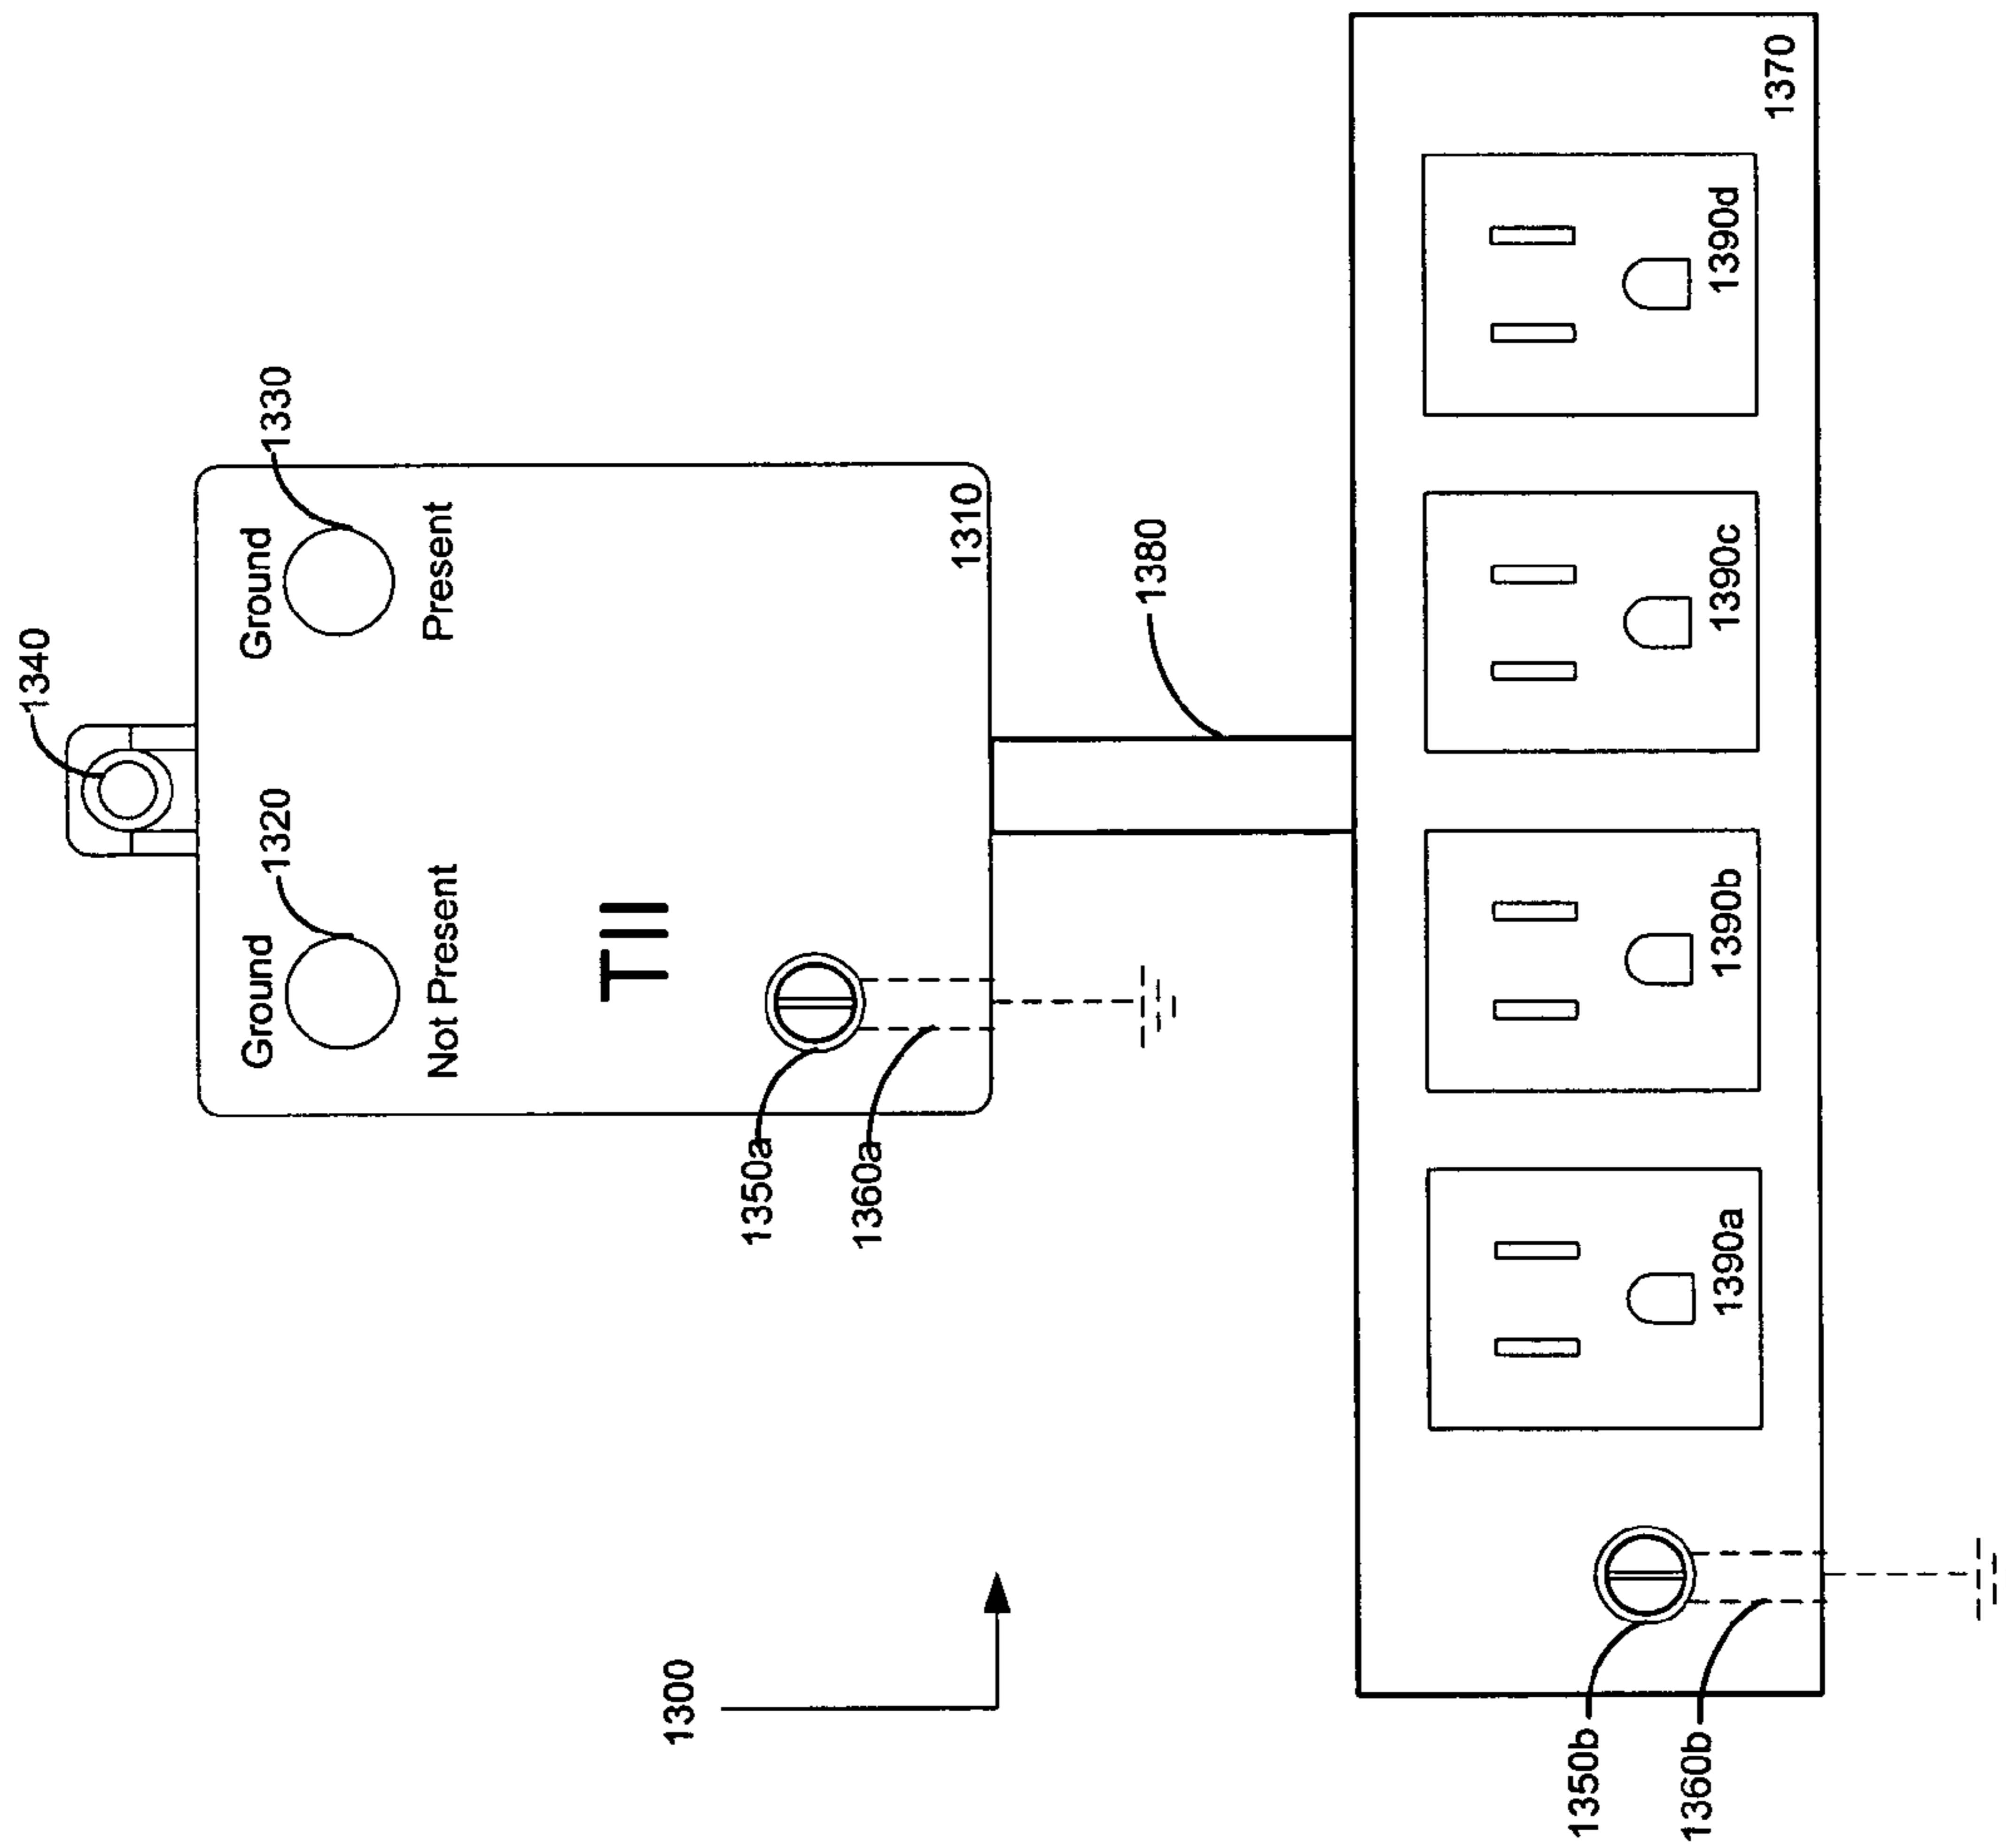 1340
1330
1320
Ground
Present
Ground
Not Present
TII
1310
1350a
1360a
1380
1300
1370
1390a
1390b
1390c
1390d
1350b
1360b